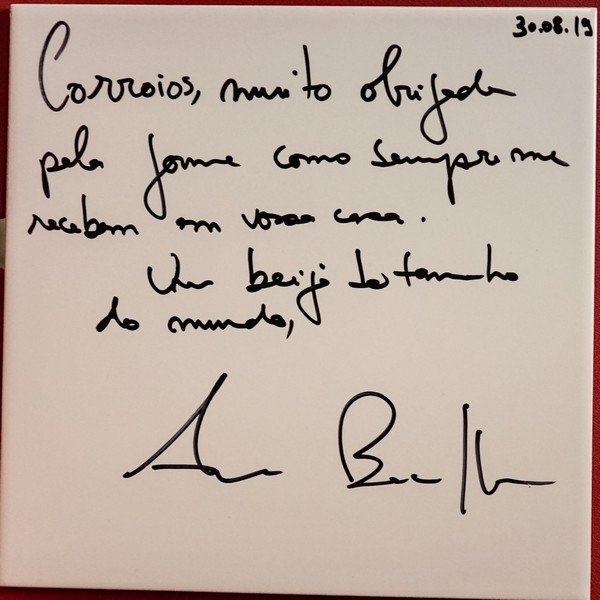 30.08.19
Corroios, muito obrigada
pela forma como sempre me
recebem em vossa casa.
Um beijo do tamanho
do mundo,